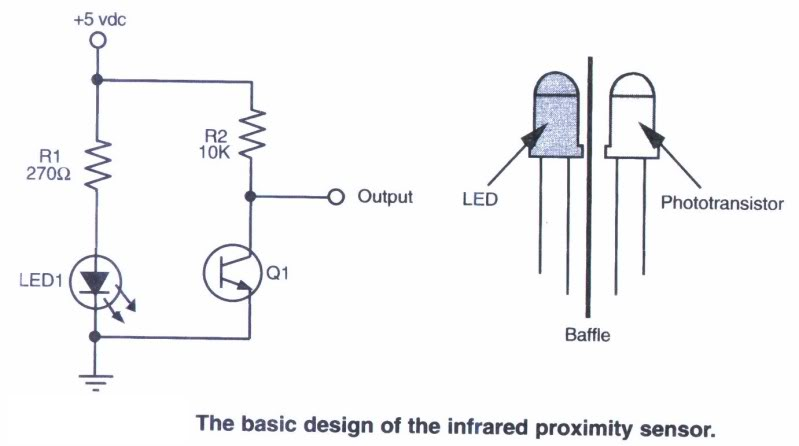 +5 vdc
R1
270Ω
R2
10K
Output
LED1
Q1
LED
Phototransistor
Baffle
The basic design of the infrared proximity sensor.